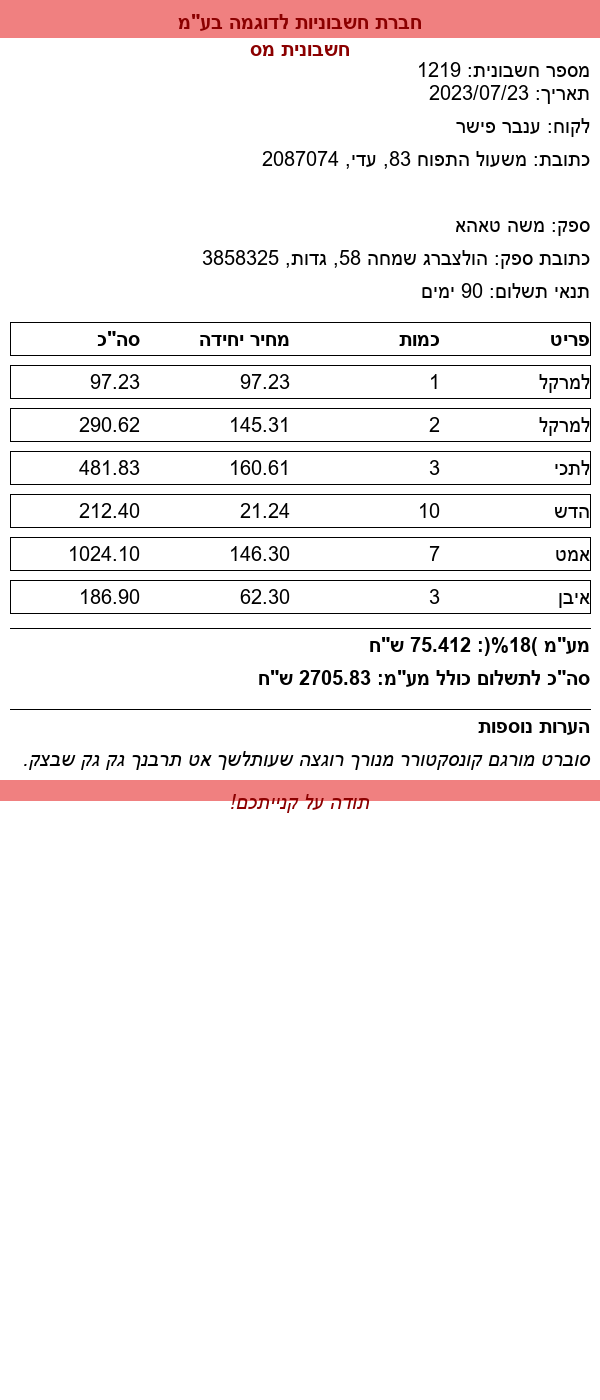 חברת חשבוניות לדוגמה בע"מ
חשבונית מס
מספר חשבונית: 1219
תאריך: 2023/07/23
לקוח: ענבר פישר
כתובת: משעול התפוח 83, עדי, 2087074
ספק: משה טאהא
כתובת ספק: הולצברג שמחה 58, גדות, 3858325
תנאי תשלום: 90 ימים
פריט כמות מחיר יחידה סה"כ
למרקל 1 97.23 97.23
למרקל 2 145.31 290.62
לתכי 3 160.61 481.83
הדש 10 21.24 212.40
אמט 7 146.30 1024.10
איבן 3 62.30 186.90
מע"מ )18%(: 75.412 ש"ח
סה"כ לתשלום כולל מע"מ: 2705.83 ש"ח
הערות נוספות
סוברט מורגם קונסקטורר מנורך רוגצה שעותלשך אט תרבנך גק גק שבצק.
תודה על קנייתכם!